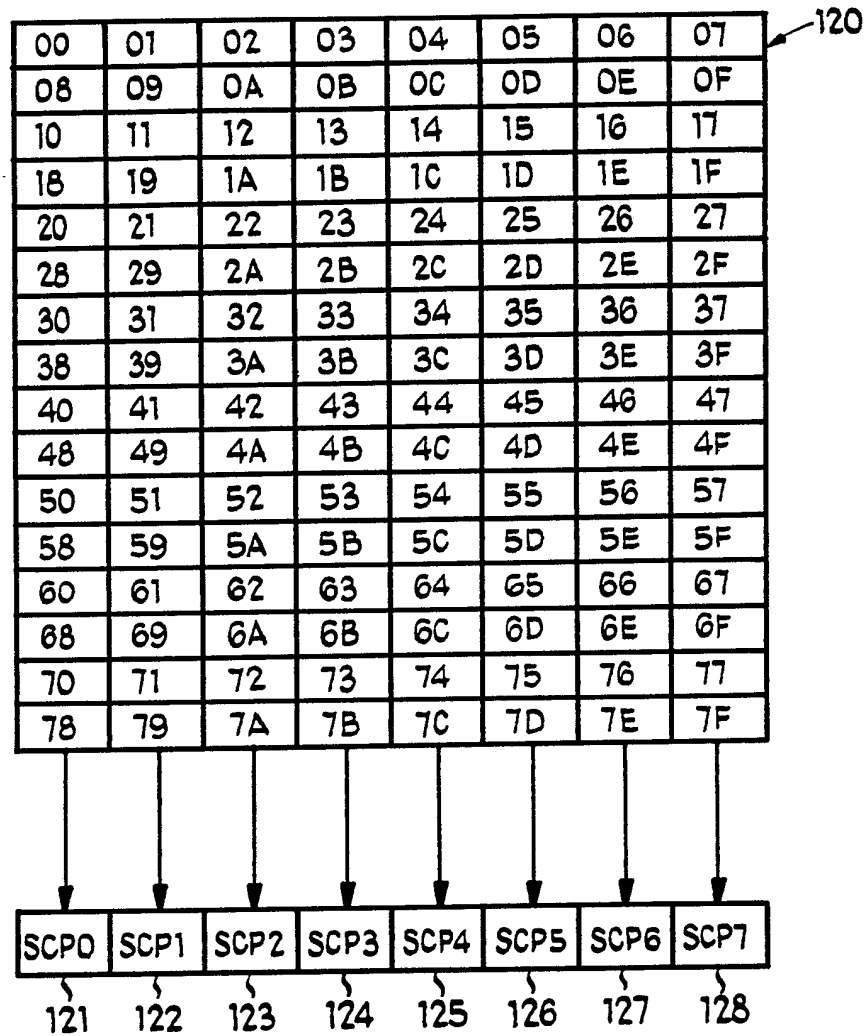 00 01 02 03 04 05 06 07 120
08 09 0A 0B 0C 0D 0E 0F
10 11 12 13 14 15 16 17
18 19 1A 1B 1C 1D 1E 1F
20 21 22 23 24 25 26 27
28 29 2A 2B 2C 2D 2E 2F
30 31 32 33 34 35 36 37
38 39 3A 3B 3C 3D 3E 3F
40 41 42 43 44 45 46 47
48 49 4A 4B 4C 4D 4E 4F
50 51 52 53 54 55 56 57
58 59 5A 5B 5C 5D 5E 5F
60 61 62 63 64 65 66 67
68 69 6A 6B 6C 6D 6E 6F
70 71 72 73 74 75 76 77
78 79 7A 7B 7C 7D 7E 7F
SCP0 SCP1 SCP2 SCP3 SCP4 SCP5 SCP6 SCP7
121 122 123 124 125 126 127 128